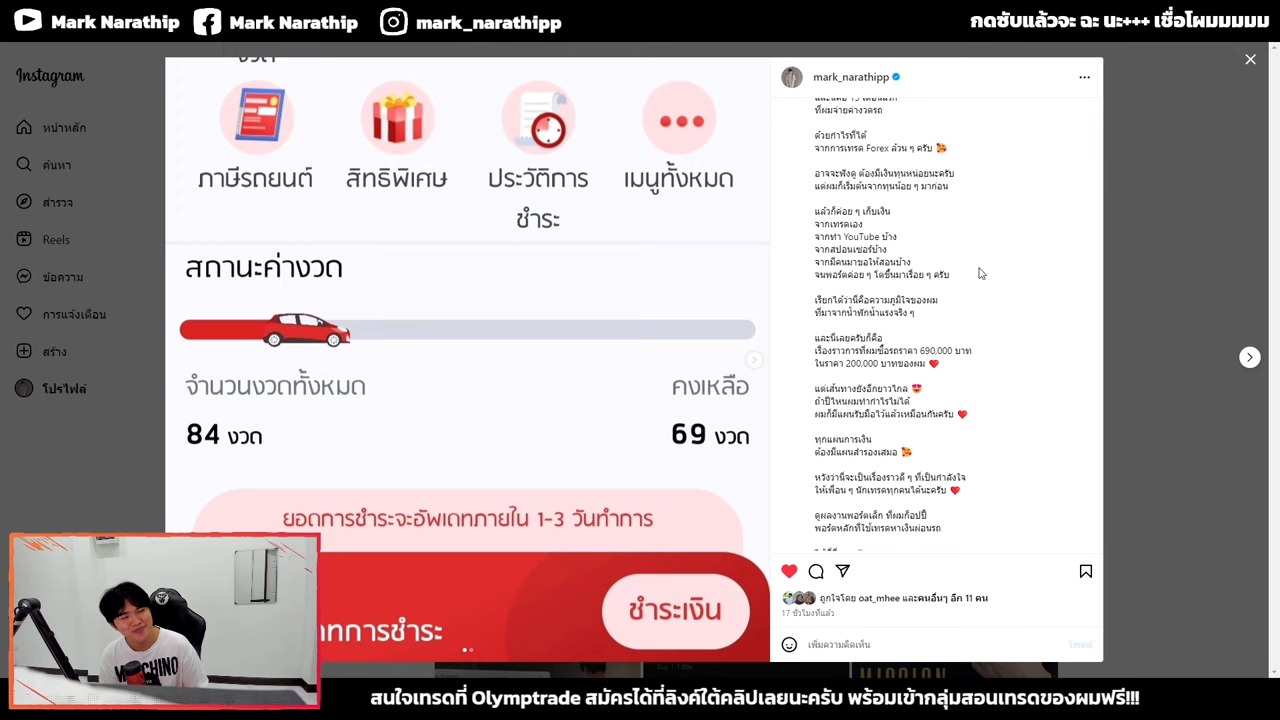 Mark Narathip
Mark Narathip
mark_narathipp
กดซับแล้วจะ ฉะ นะ+++ เชื่อโผมมมมม
Instagram
หน้าหลัก
ค้นหา
สำรวจ
Reels
ข้อความ
การแจ้งเตือน
สร้าง
โปรไฟล์
งวด
ภาษีรถยนต์
สิทธิพิเศษ
ประวัติการ
ชำระ
เมนูทั้งหมด
สถานะค่างวด
จำนวนงวดทั้งหมด
คงเหลือ
84 งวด
69 งวด
ยอดการชำระจะอัพเดทภายใน 1-3 วันทำการ
ทการชำระ
ชำระเงิน
mark_narathipp
ที่ผมจ่ายค่างวดรถ
ด้วยกำไรที่ได้
จากการเทรด Forex ล้วน ๆ ครับ 🥰
อาจจะฟังดู ต้องมีเงินทุนหน่อยนะครับ
แต่ผมก็เริ่มต้นจากทุนน้อย ๆ มาก่อน
แล้วก็ค่อย ๆ เก็บเงิน
จากเทรดเอง
จากทำ YouTube บ้าง
จากสปอนเซอร์บ้าง
จากมีคนมาขอให้สอนบ้าง
จนพอร์ตค่อย ๆ โตขึ้นมาเรื่อย ๆ ครับ
เรียกได้ว่านี่คือความภูมิใจของผม
ที่มาจากน้ำพักน้ำแรงจริง ๆ
และนี่เลยครับก็คือ
เรื่องราวการที่ผมซื้อรถราคา 690,000 บาท
ในราคา 200,000 บาทของผม ♥️
แต่เส้นทางยังอีกยาวไกล 😍
ถ้าปีไหนผมทำกำไรไม่ได้
ผมก็มีแผนรับมือไว้แล้วเหมือนกันครับ ♥️
ทุกแผนการเงิน
ต้องมีแผนสำรองเสมอ 🥰
หวังว่านี่จะเป็นเรื่องราวดี ๆ ที่เป็นกำลังใจ
ให้เพื่อน ๆ นักเทรดทุกคนได้นะครับ ♥️
ดูผลงานพอร์ตเล็ก ที่ผมก็อปปี้
พอร์ตหลักที่ใช้เทรดหาเงินผ่อนรถ
ถูกใจโดย oat_mhee และคนอื่นๆ อีก 11 คน
17 ชั่วโมงที่แล้ว
เพิ่มความคิดเห็น
โพสต์
สนใจเทรดที่ Olymptrade สมัครได้ที่ลิงค์ใต้คลิปเลยนะครับ พร้อมเข้ากลุ่มสอนเทรดของผมฟรี!!!